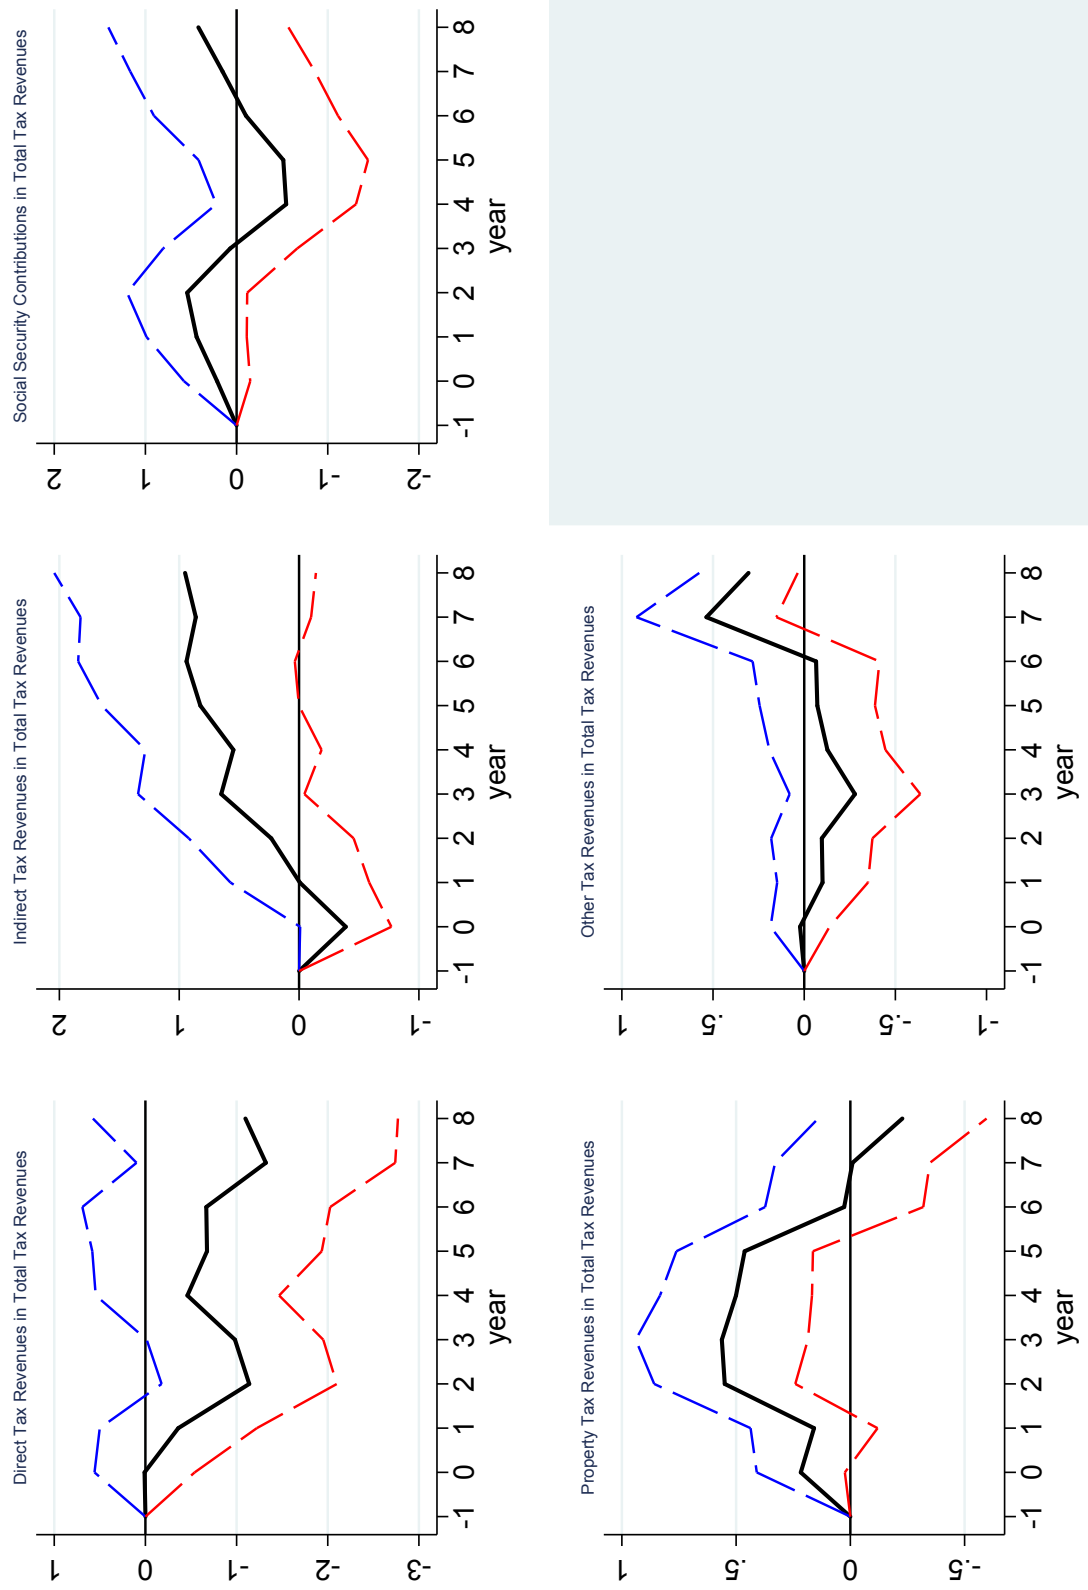 Direct Tax Revenues in Total Tax Revenues
1
0
-1
-2
-3
-1 0 1 2 3 4 5 6 7 8
year
Indirect Tax Revenues in Total Tax Revenues
2
1
0
-1
-1 0 1 2 3 4 5 6 7 8
year
Social Security Contributions in Total Tax Revenues
2
1
0
-1
-2
-1 0 1 2 3 4 5 6 7 8
year
Property Tax Revenues in Total Tax Revenues
1
.5
0
-.5
-1 0 1 2 3 4 5 6 7 8
year
Other Tax Revenues in Total Tax Revenues
1
.5
0
-.5
-1
-1 0 1 2 3 4 5 6 7 8
year